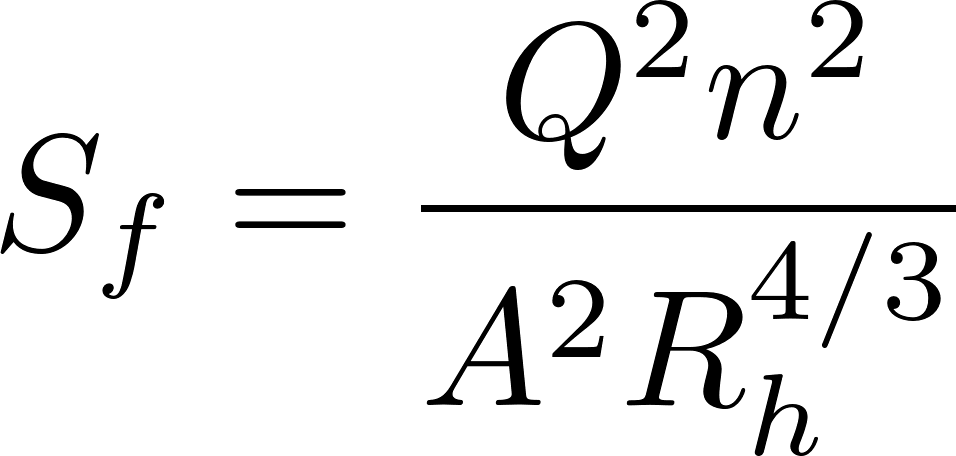 S_f = \frac{Q^2 n^2}{A^2 R_h^{4/3}}